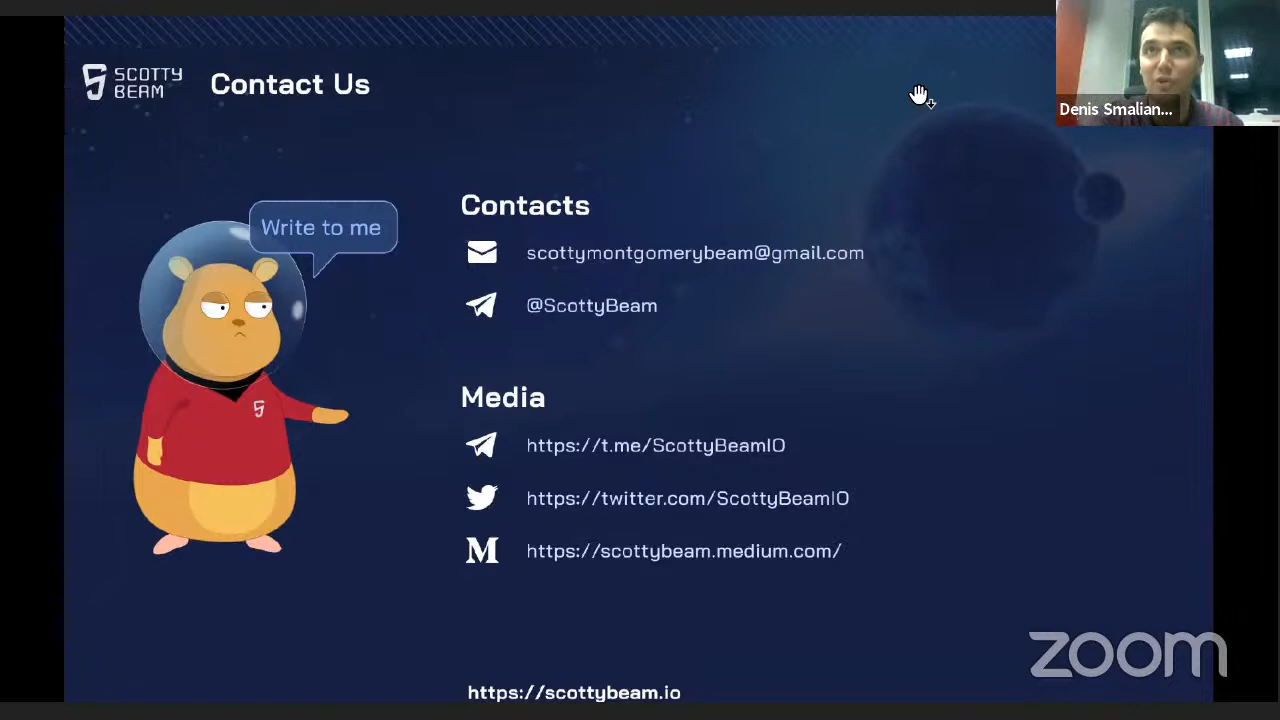 SCOTTY
BEAM
Contact Us
Denis Smalian...
Write to me
Contacts
scottymontgomerybeam@gmail.com
@ScottyBeam
Media
https://t.me/ScottyBeamIO
https://twitter.com/ScottyBeamIO
https://scottybeam.medium.com/
zoom
https://scottybeam.io